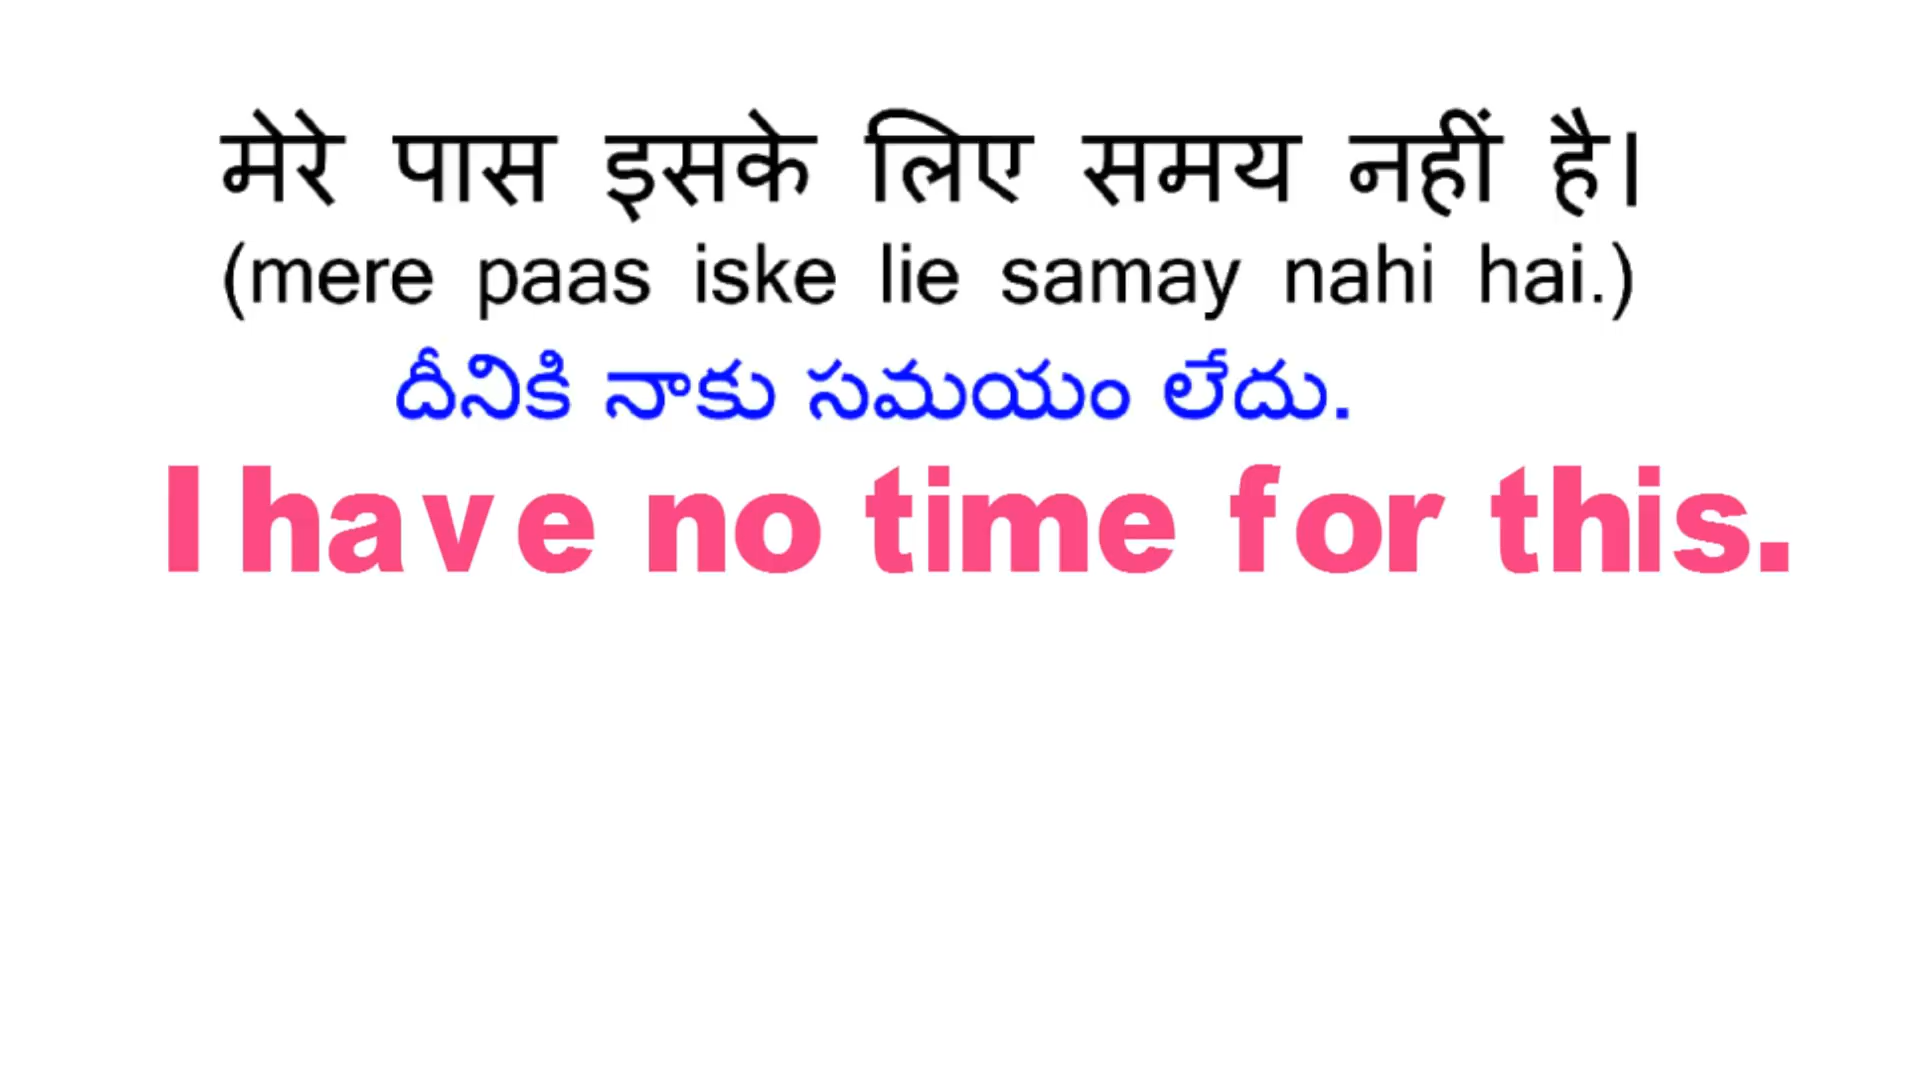 मेरे पास इसके लिए समय नहीं है।
(mere paas iske lie samay nahi hai.)
దీనికి నాకు సమయం లేదు.
I have no time for this.